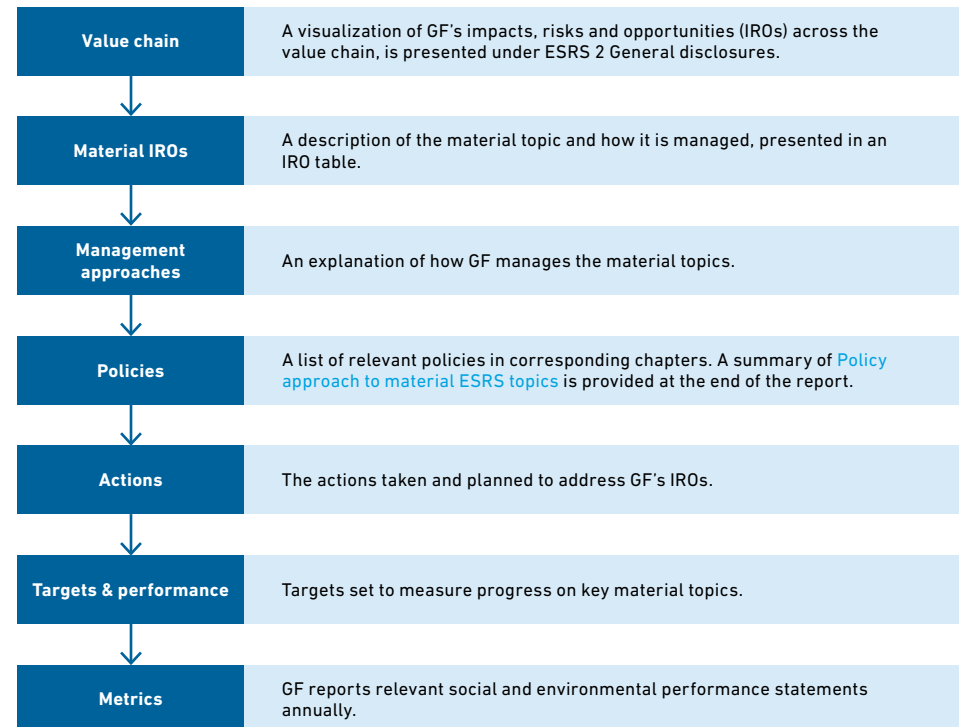 Value chain
A visualization of GF's impacts, risks and opportunities (IROs) across the
value chain, is presented under ESRS 2 General disclosures.
Material IROs
A description of the material topic and how it is managed, presented in an
IRO table.
Management
approaches
An explanation of how GF manages the material topics.
Policies
A list of relevant policies in corresponding chapters. A summary of Policy
approach to material ESRS topics is provided at the end of the report.
Actions
The actions taken and planned to address GF's IROs.
Targets & performance
Targets set to measure progress on key material topics.
Metrics
GF reports relevant social and environmental performance statements
annually.